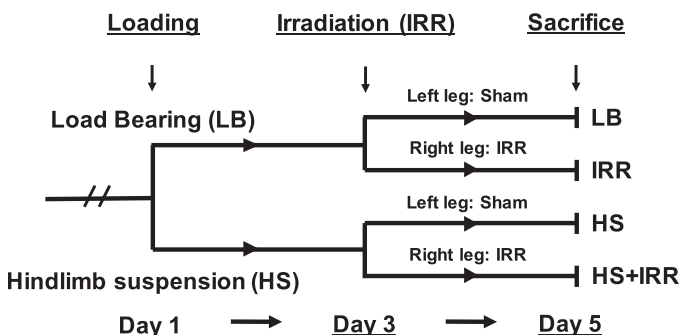 Loading Irradiation (IRR) Sacrifice
Left leg: Sham
Load Bearing (LB) LB
Right leg: IRR
IRR
Left leg: Sham
HS
Right leg: IRR
Hindlimb suspension (HS) HS+IRR
Day 1 Day 3 Day 5